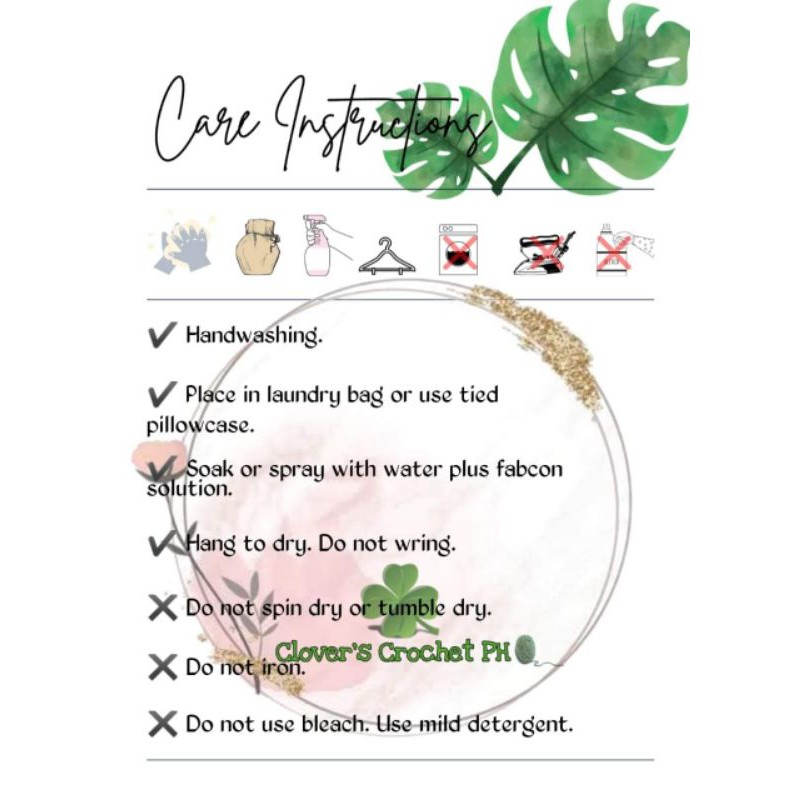 Care Instructions
✔ Handwashing.
✔ Place in laundry bag or use tied
pillowcase.
✔ Soak or spray with water plus fabcon
solution.
✔ Hang to dry. Do not wring.
✖ Do not spin dry or tumble dry.
Clover's Crochet PH
✖ Do not iron.
✖ Do not use bleach. Use mild detergent.